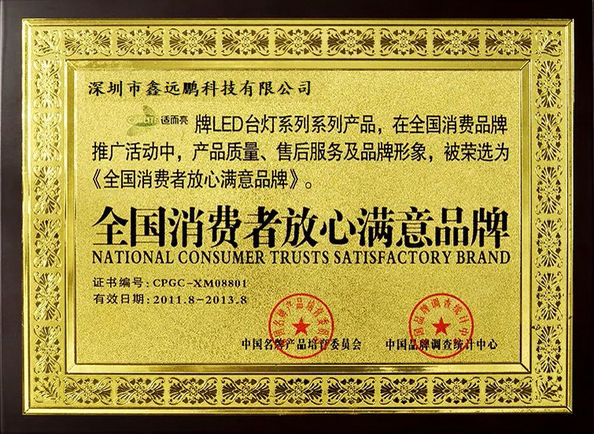 深圳市鑫远鹏科技有限公司
适而亮 牌LED台灯系列系列产品，在全国消费品牌
推广活动中，产品质量、售后服务及品牌形象，被荣选为
《全国消费者放心满意品牌》。
全国消费者放心满意品牌
NATIONAL CONSUMER TRUSTS SATISFACTORY BRAND
证书编号：CPGC-XM08801
有效日期：2011.8-2013.8
中国名牌产品培育委员会 中国品牌调查统计中心